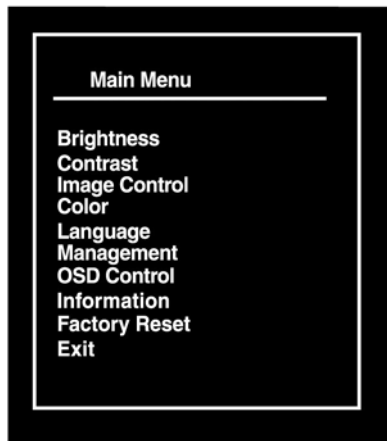 Main Menu
Brightness
Contrast
Image Control
Color
Language
Management
OSD Control
Information
Factory Reset
Exit